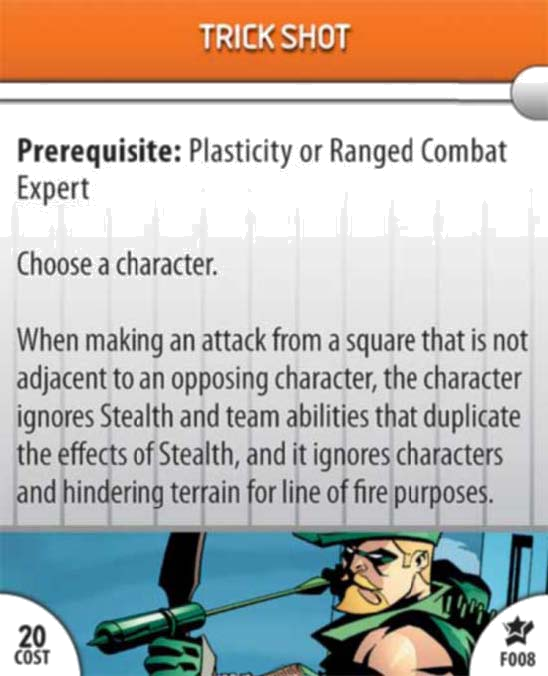 TRICK SHOT
Prerequisite: Plasticity or Ranged Combat
Expert
Choose a character.
When making an attack from a square that is not
adjacent to an opposing character, the character
ignores Stealth and team abilities that duplicate
the effects of Stealth, and it ignores characters
and hindering terrain for line of fire purposes.
20
COST
F008